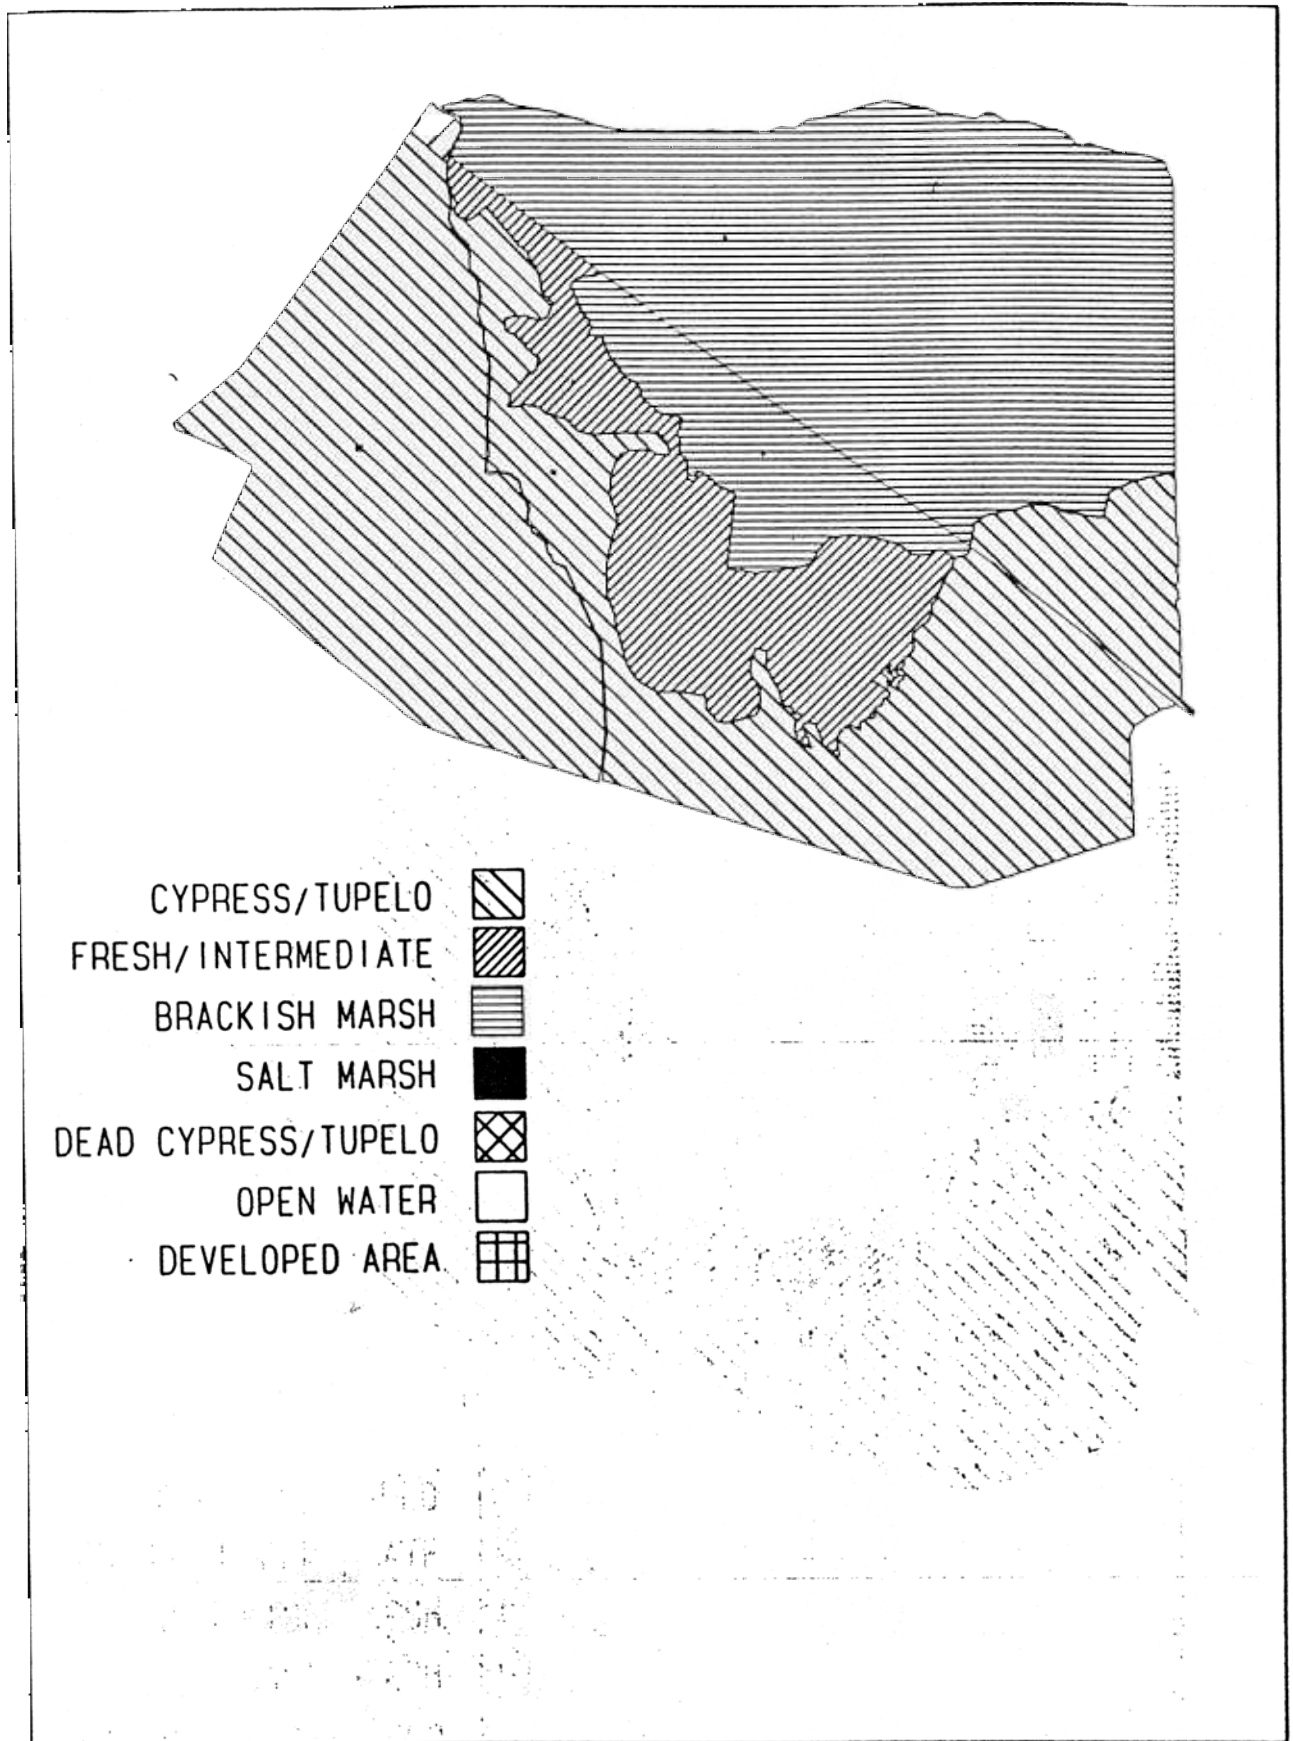 CYPRESS/TUPELO
FRESH/INTERMEDIATE
BRACKISH MARSH
SALT MARSH
DEAD CYPRESS/TUPELO
OPEN WATER
DEVELOPED AREA